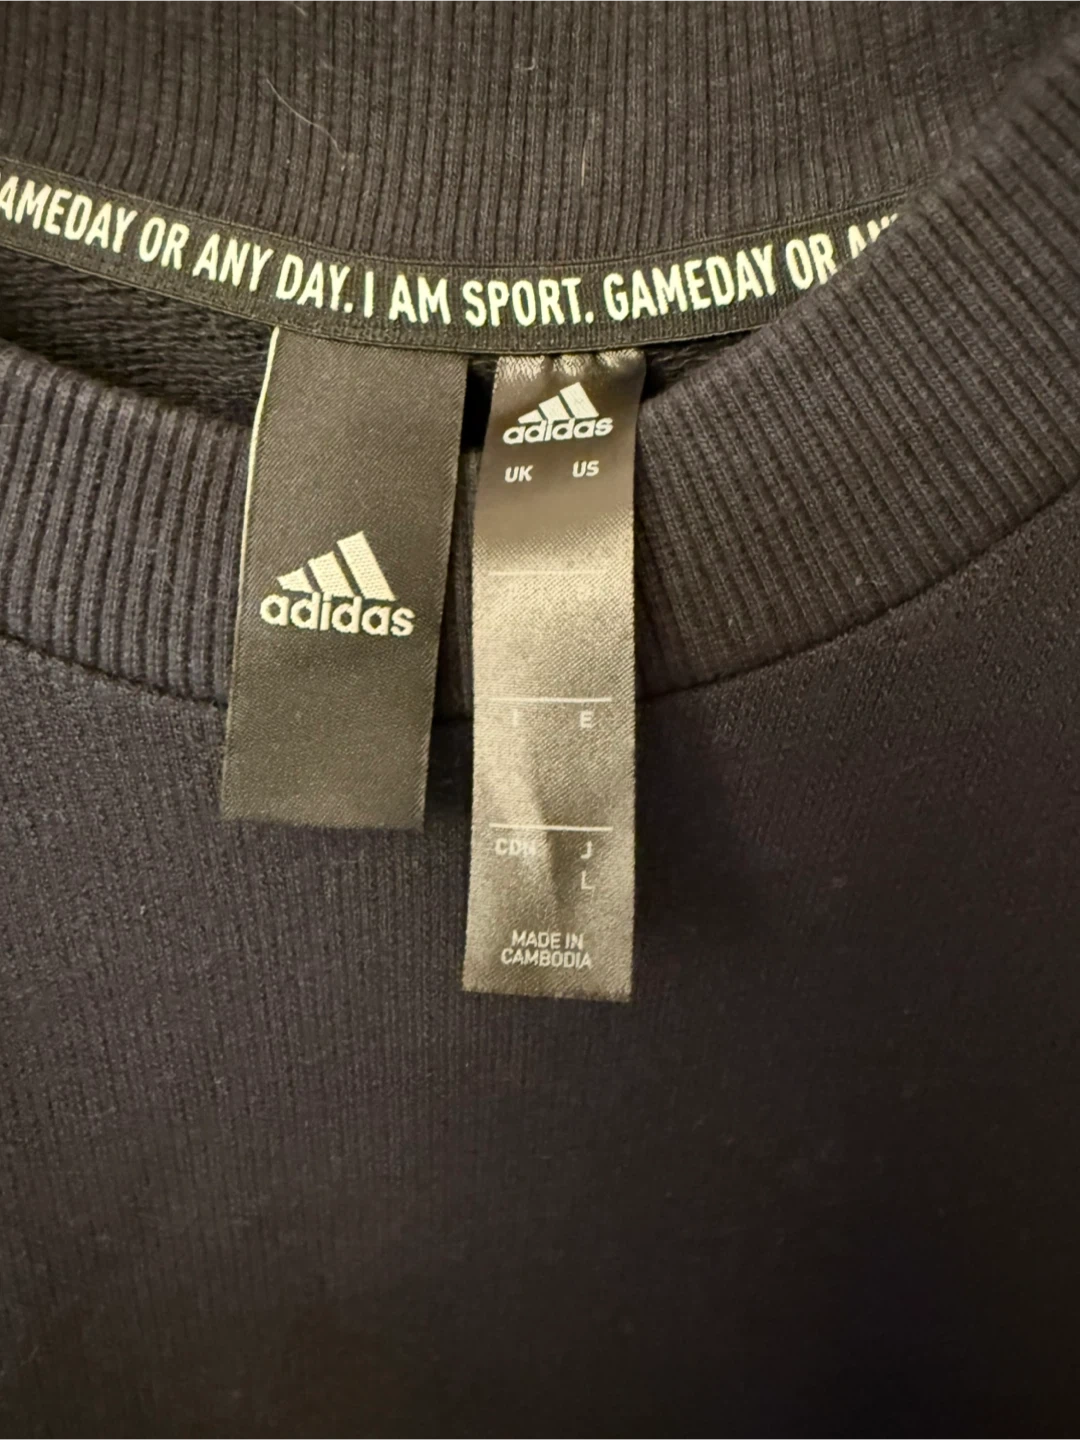 AMEDAY OR ANY DAY. I AM SPORT. GAMEDAY OR
adidas
adidas
UK US
I E
CDN J
L
MADE IN
CAMBODIA